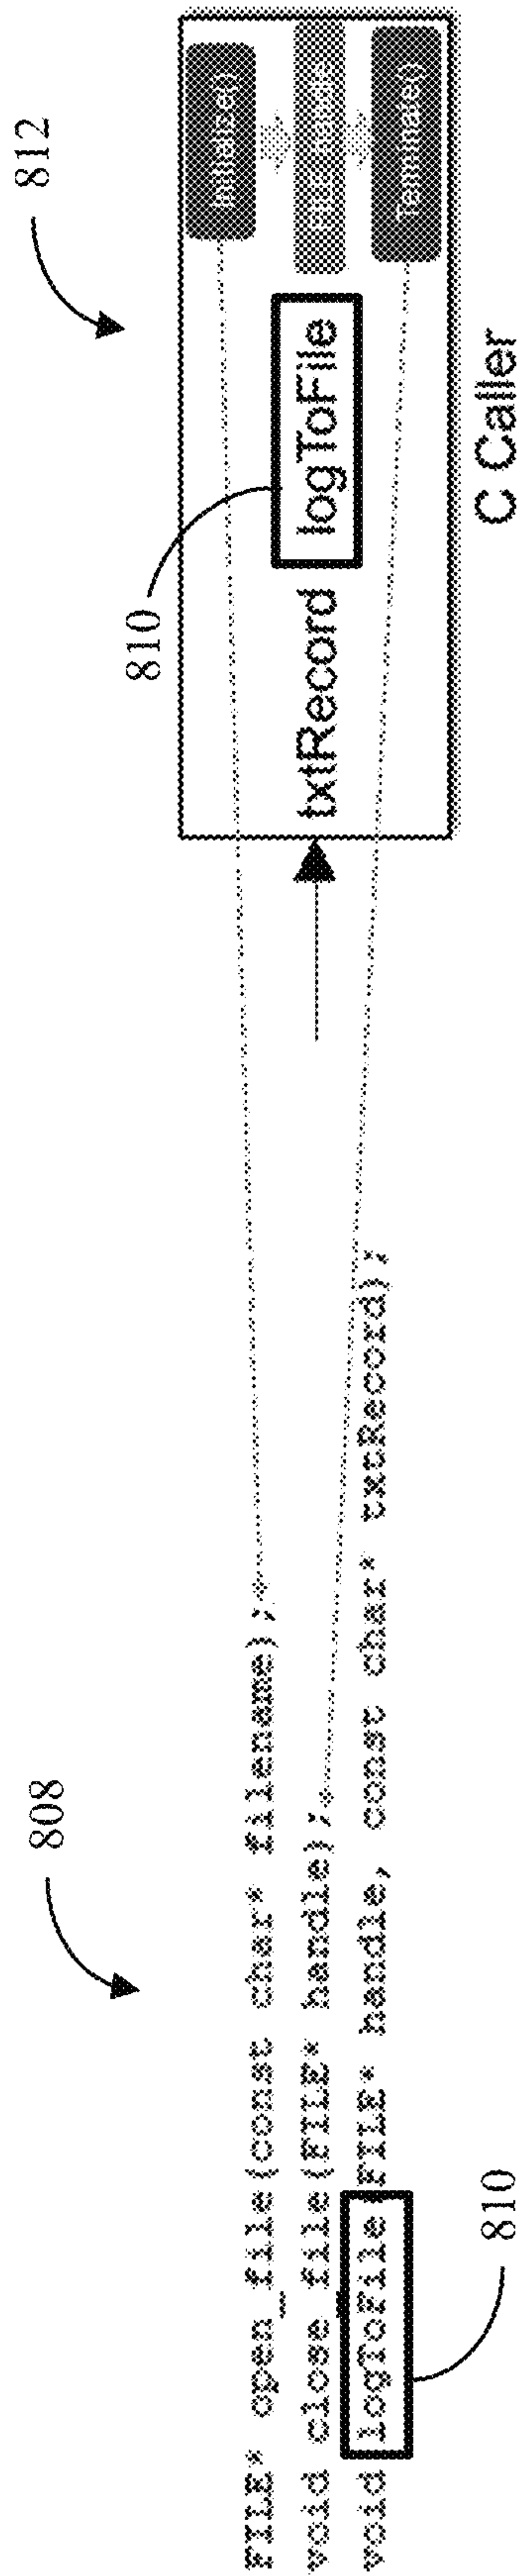 808
FILE* open_file(const char* filename);
void close_file(FILE* handle);
void logToFile(FILE* handle, const char* txtRecord);
810
812
810
Initialize()
txtRecord logToFile
Terminate()
C Caller